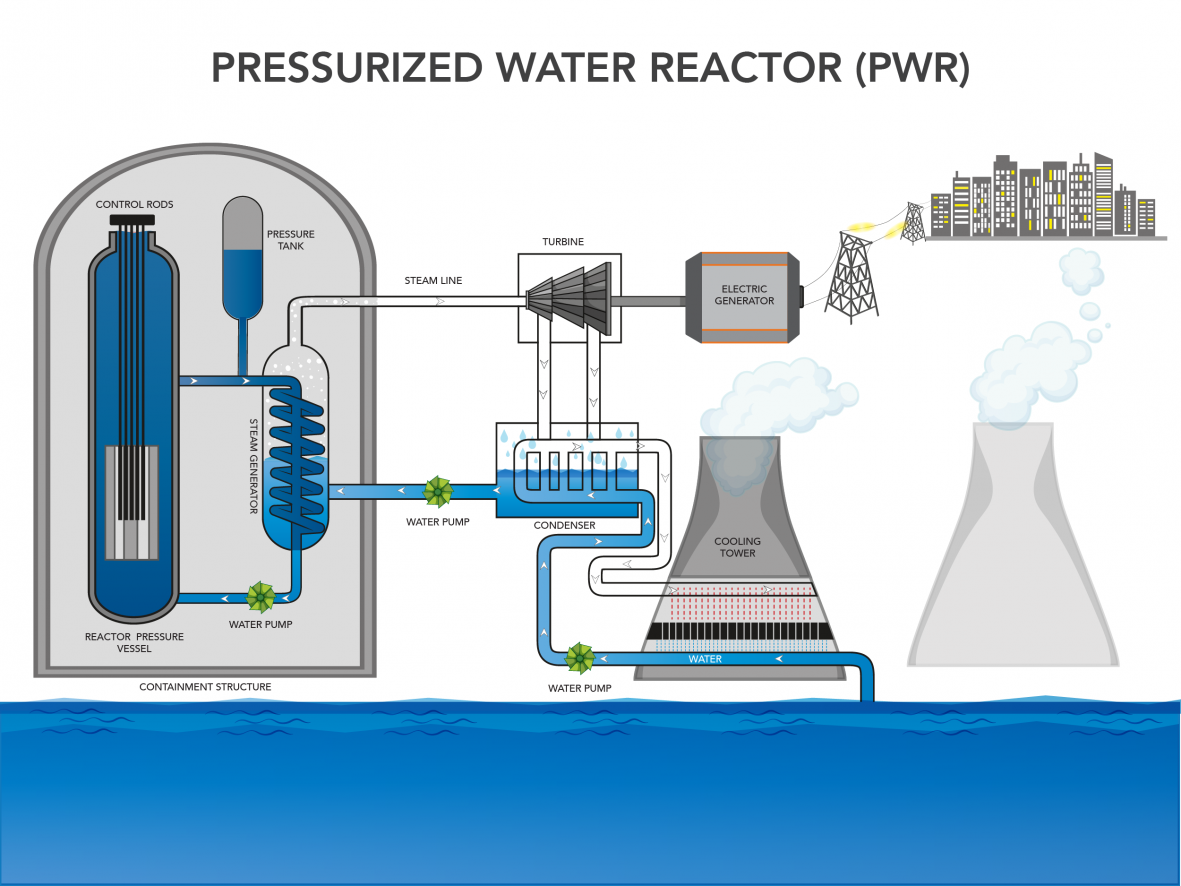 PRESSURIZED WATER REACTOR (PWR)
CONTROL RODS
PRESSURE
TANK
TURBINE
STEAM LINE
ELECTRIC
GENERATOR
STEAM GENERATOR
WATER PUMP
CONDENSER
COOLING
TOWER
WATER PUMP
REACTOR PRESSURE
VESSEL
WATER
CONTAINMENT STRUCTURE
WATER PUMP